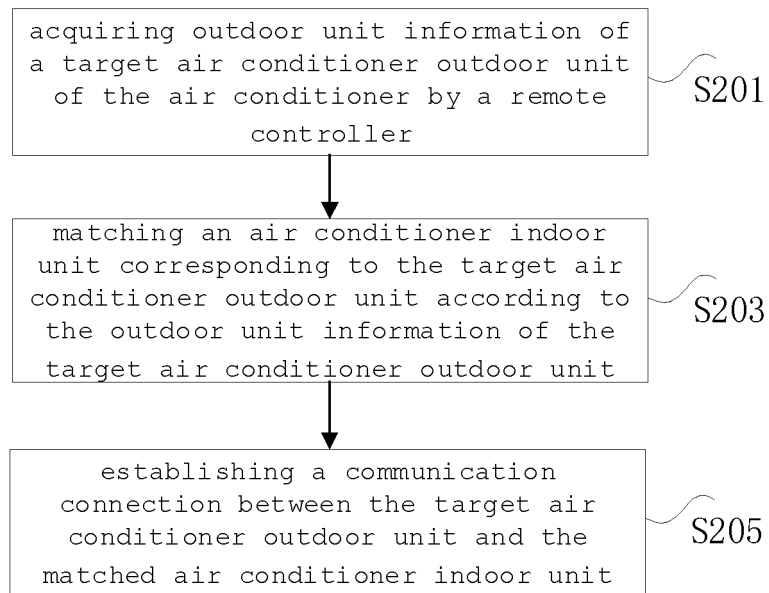 acquiring outdoor unit information of
a target air conditioner outdoor unit
of the air conditioner by a remote
controller
S201
matching an air conditioner indoor
unit corresponding to the target air
conditioner outdoor unit according to
the outdoor unit information of the
target air conditioner outdoor unit
S203
establishing a communication
connection between the target air
conditioner outdoor unit and the
matched air conditioner indoor unit
S205